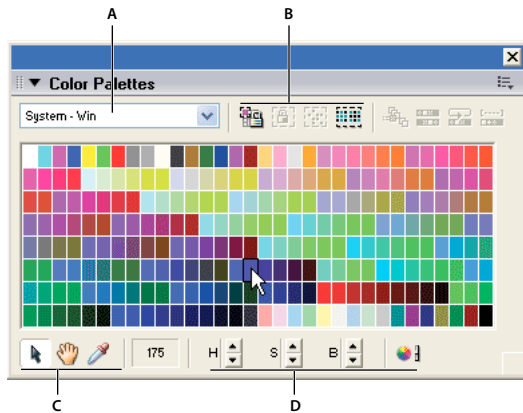 A B
Color Palettes
System - Win
175 H S B
C D